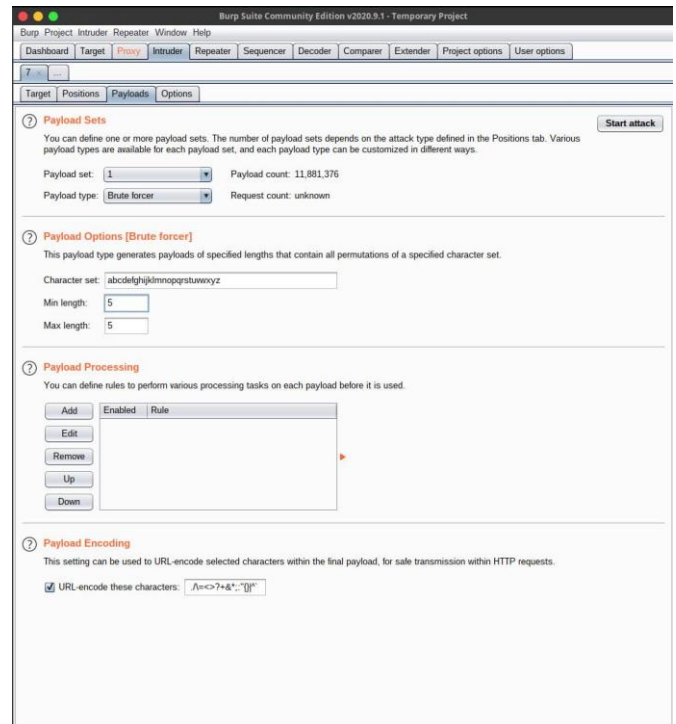 Burp Suite Community Edition v2020.9.1 - Temporary Project
Burp Project Intruder Repeater Window Help
Dashboard Target Proxy Intruder Repeater Sequencer Decoder Comparer Extender Project options User options
7 × ...
Target Positions Payloads Options
? Payload Sets
Start attack
You can define one or more payload sets. The number of payload sets depends on the attack type defined in the Positions tab. Various
payload types are available for each payload set, and each payload type can be customized in different ways.
Payload set: 1 Payload count: 11,881,376
Payload type: Brute forcer Request count: unknown
? Payload Options [Brute forcer]
This payload type generates payloads of specified lengths that contain all permutations of a specified character set.
Character set: abcdefghijklmnopqrstuvwxyz
Min length: 5
Max length: 5
? Payload Processing
You can define rules to perform various processing tasks on each payload before it is used.
Add Enabled Rule
Edit
Remove
Up
Down
? Payload Encoding
This setting can be used to URL-encode selected characters within the final payload, for safe transmission within HTTP requests.
URL-encode these characters: ./\=<>?+&*;:"{}|^`